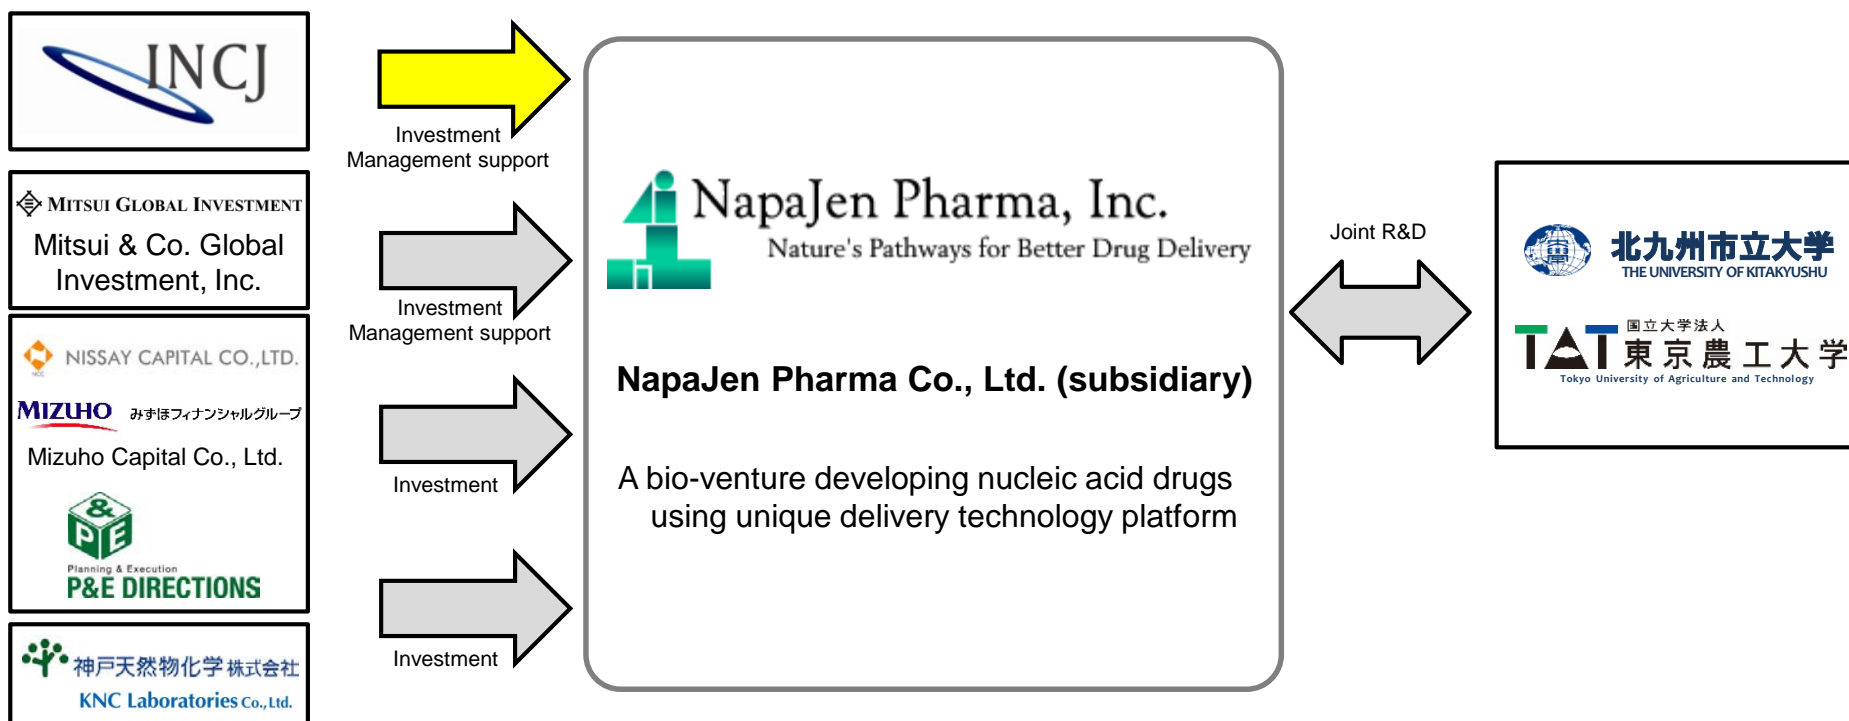 INCJ
MITSUI GLOBAL INVESTMENT
Mitsui & Co. Global
Investment, Inc.
NISSAY CAPITAL CO.,LTD.
MIZUHO みずほフィナンシャルグループ
Mizuho Capital Co., Ltd.
&
P E
Planning & Execution
P&E DIRECTIONS
神戸天然物化学株式会社
KNC Laboratories Co., Ltd.
Investment
Management support
Investment
Management support
Investment
Investment
NapaJen Pharma, Inc.
Nature's Pathways for Better Drug Delivery
NapaJen Pharma Co., Ltd. (subsidiary)
A bio-venture developing nucleic acid drugs
using unique delivery technology platform
Joint R&D
北九州市立大学
THE UNIVERSITY OF KITAKYUSHU
TAT
国立大学法人
東京農工大学
Tokyo University of Agriculture and Technology